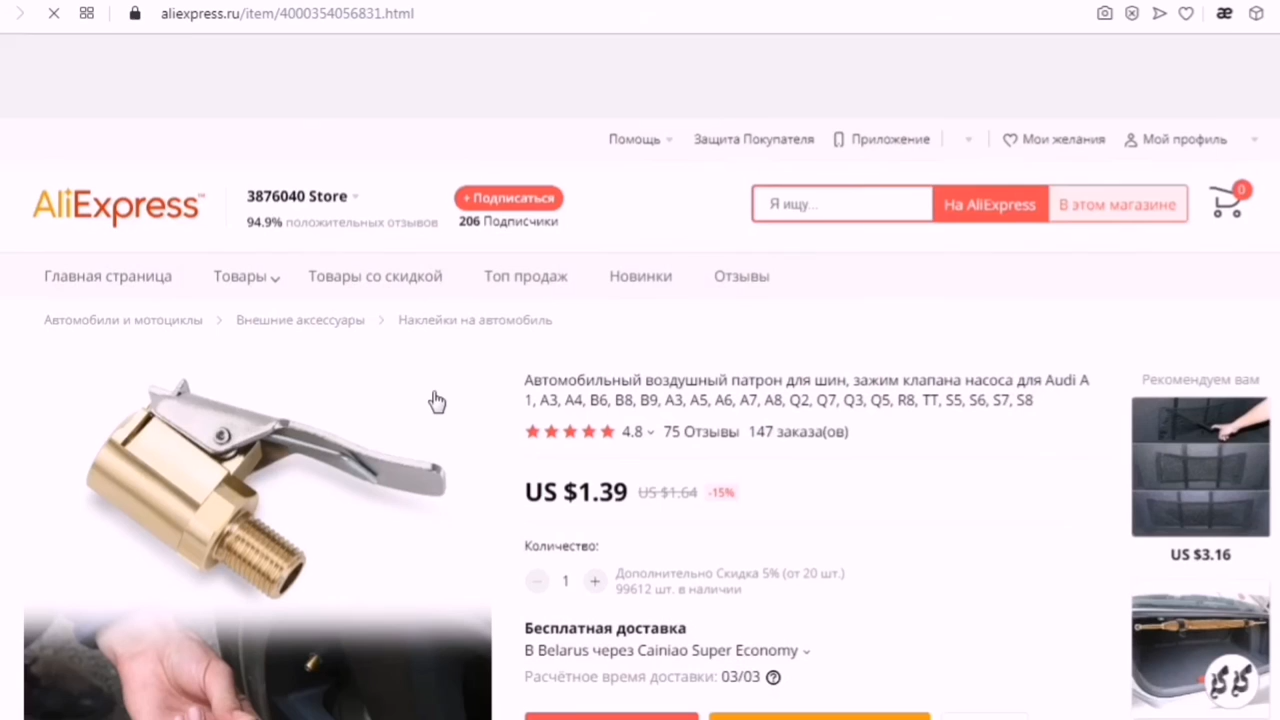 aliexpress.ru/item/4000354056831.html
Помощь
Защита Покупателя
Приложение
Мои желания
Мой профиль
AliExpress™
3876040 Store
94.9% положительных отзывов
+ Подписаться
206 Подписчики
Я ищу...
На AliExpress
В этом магазине
0
Главная страница
Товары
Товары со скидкой
Топ продаж
Новинки
Отзывы
Автомобили и мотоциклы > Внешние аксессуары > Наклейки на автомобиль
Автомобильный воздушный патрон для шин, зажим клапана насоса для Audi A
1, A3, A4, B6, B8, B9, A3, A5, A6, A7, A8, Q2, Q7, Q3, Q5, R8, TT, S5, S6, S7, S8
4.8 75 Отзывы 147 заказа(ов)
US $1.39 US $1.64 -15%
Количество:
1
Дополнительно Скидка 5% (от 20 шт.)
99612 шт. в наличии
Бесплатная доставка
В Belarus через Cainiao Super Economy
Расчётное время доставки: 03/03
Рекомендуем вам
US $3.16